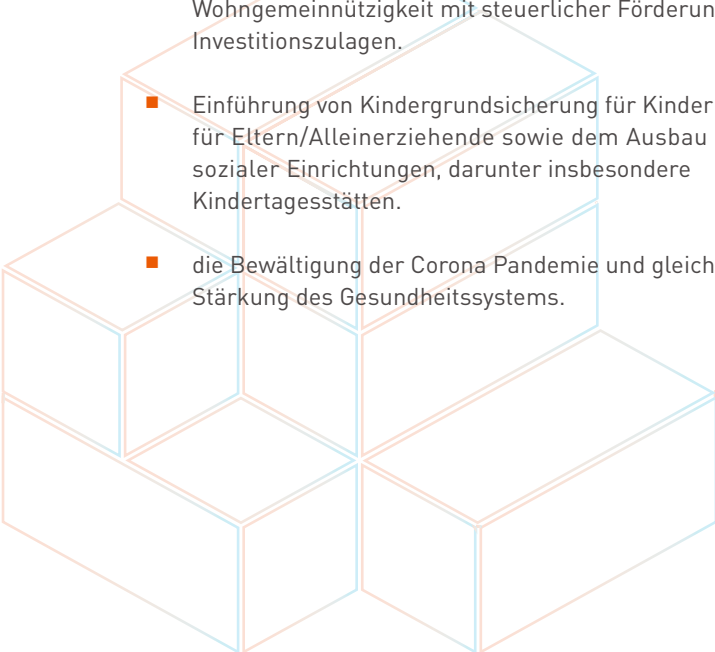 Wohngemeinnützigkeit mit steuerlicher Förderun
Investitionszulagen.
Einführung von Kindergrundsicherung für Kinder
für Eltern/Alleinerziehende sowie dem Ausbau
sozialer Einrichtungen, darunter insbesondere
Kindertagesstätten.
die Bewältigung der Corona Pandemie und gleich
Stärkung des Gesundheitssystems.